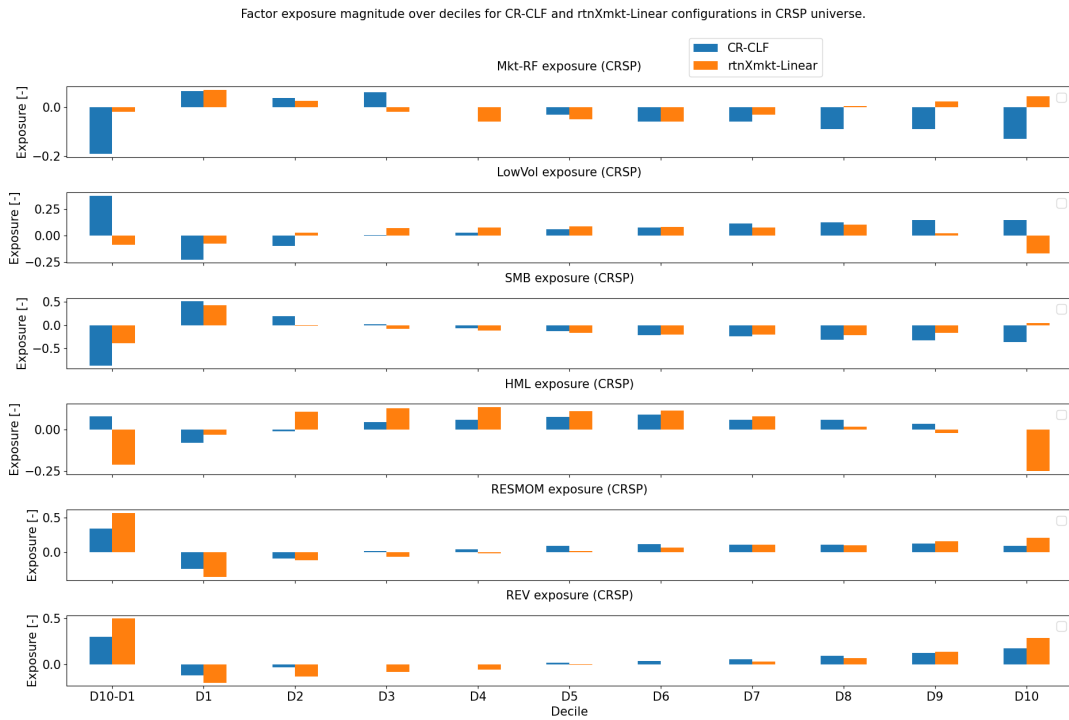 Factor exposure magnitude over deciles for CR-CLF and rtnXmkt-Linear configurations in CRSP universe.
CR-CLF
rtnXmkt-Linear
Mkt-RF exposure (CRSP)
Exposure [-]
0.0
−0.2
LowVol exposure (CRSP)
Exposure [-]
0.25
0.00
−0.25
SMB exposure (CRSP)
Exposure [-]
0.5
0.0
−0.5
HML exposure (CRSP)
Exposure [-]
0.00
−0.25
RESMOM exposure (CRSP)
Exposure [-]
0.5
0.0
REV exposure (CRSP)
Exposure [-]
0.5
0.0
D10-D1 D1 D2 D3 D4 D5 D6 D7 D8 D9 D10
Decile